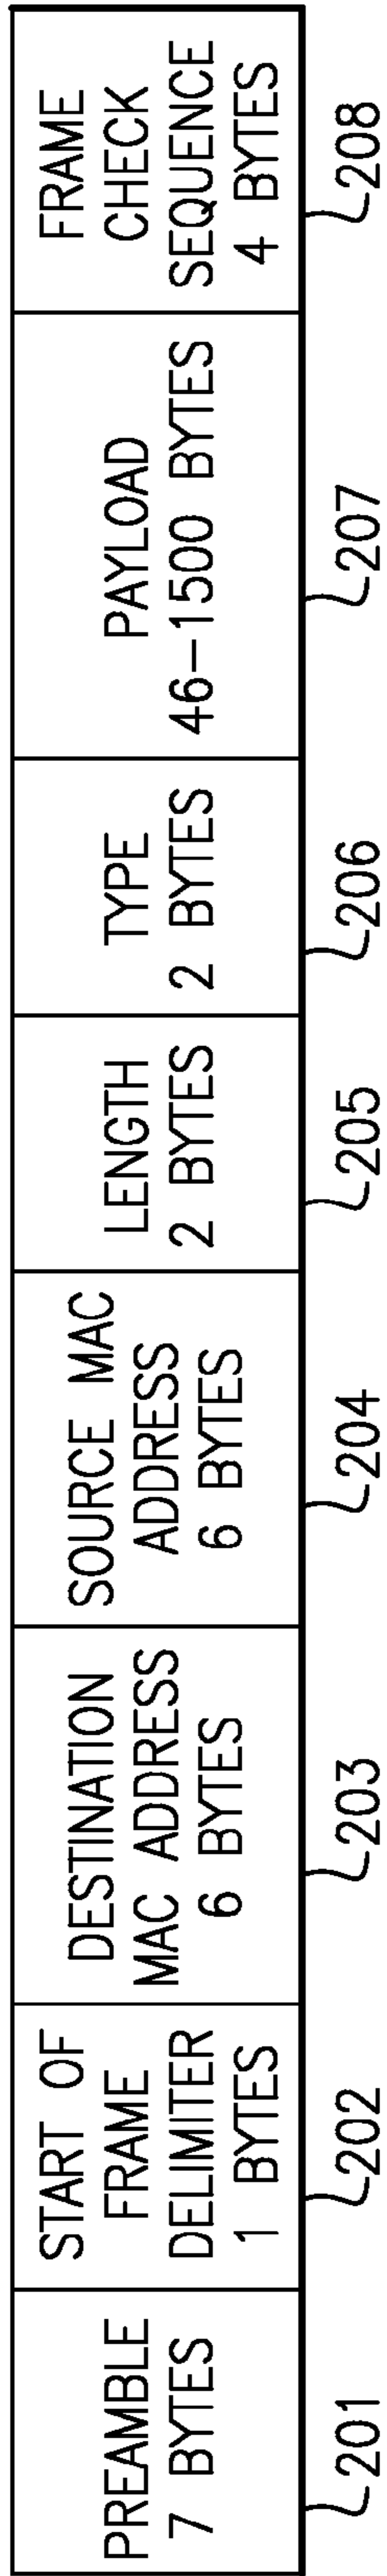 PREAMBLE
7 BYTES
START OF
FRAME
DELIMITER
1 BYTES
DESTINATION
MAC ADDRESS
6 BYTES
SOURCE MAC
ADDRESS
6 BYTES
LENGTH
2 BYTES
TYPE
2 BYTES
PAYLOAD
46-1500 BYTES
FRAME
CHECK
SEQUENCE
4 BYTES
201
202
203
204
205
206
207
208